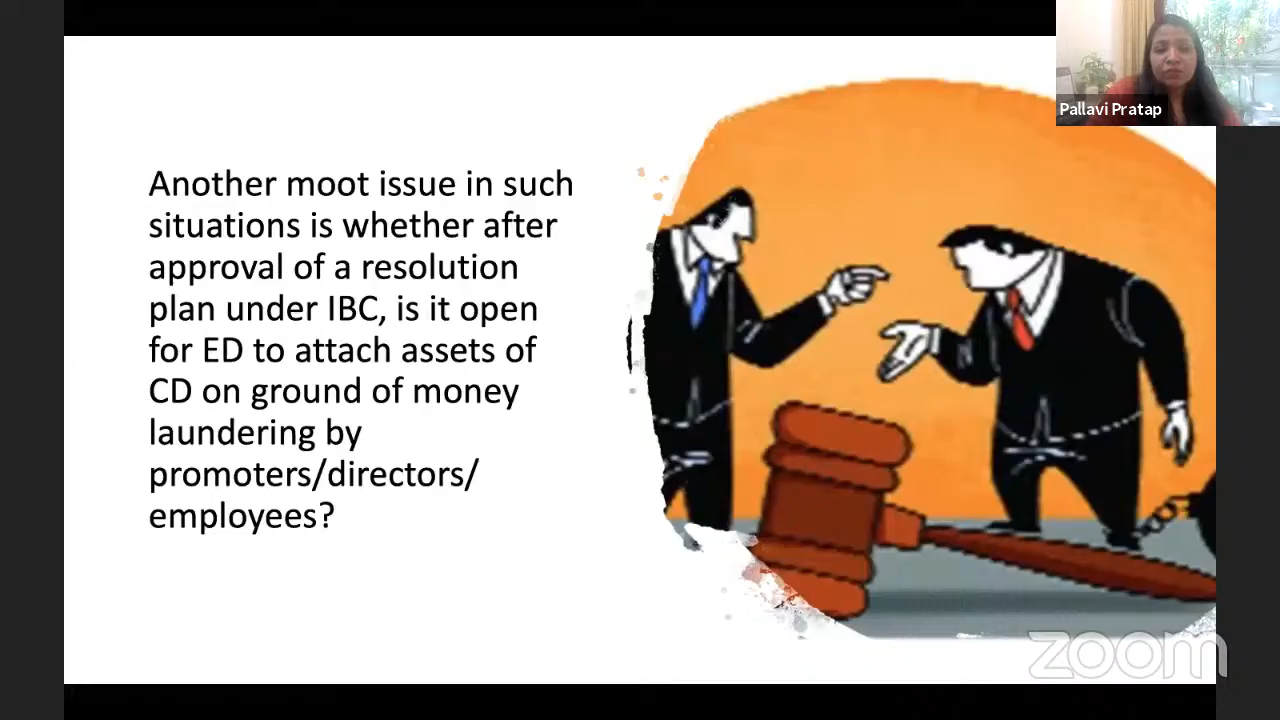 Pallavi Pratap
Another moot issue in such
situations is whether after
approval of a resolution
plan under IBC, is it open
for ED to attach assets of
CD on ground of money
laundering by
promoters/directors/
employees?
zoom